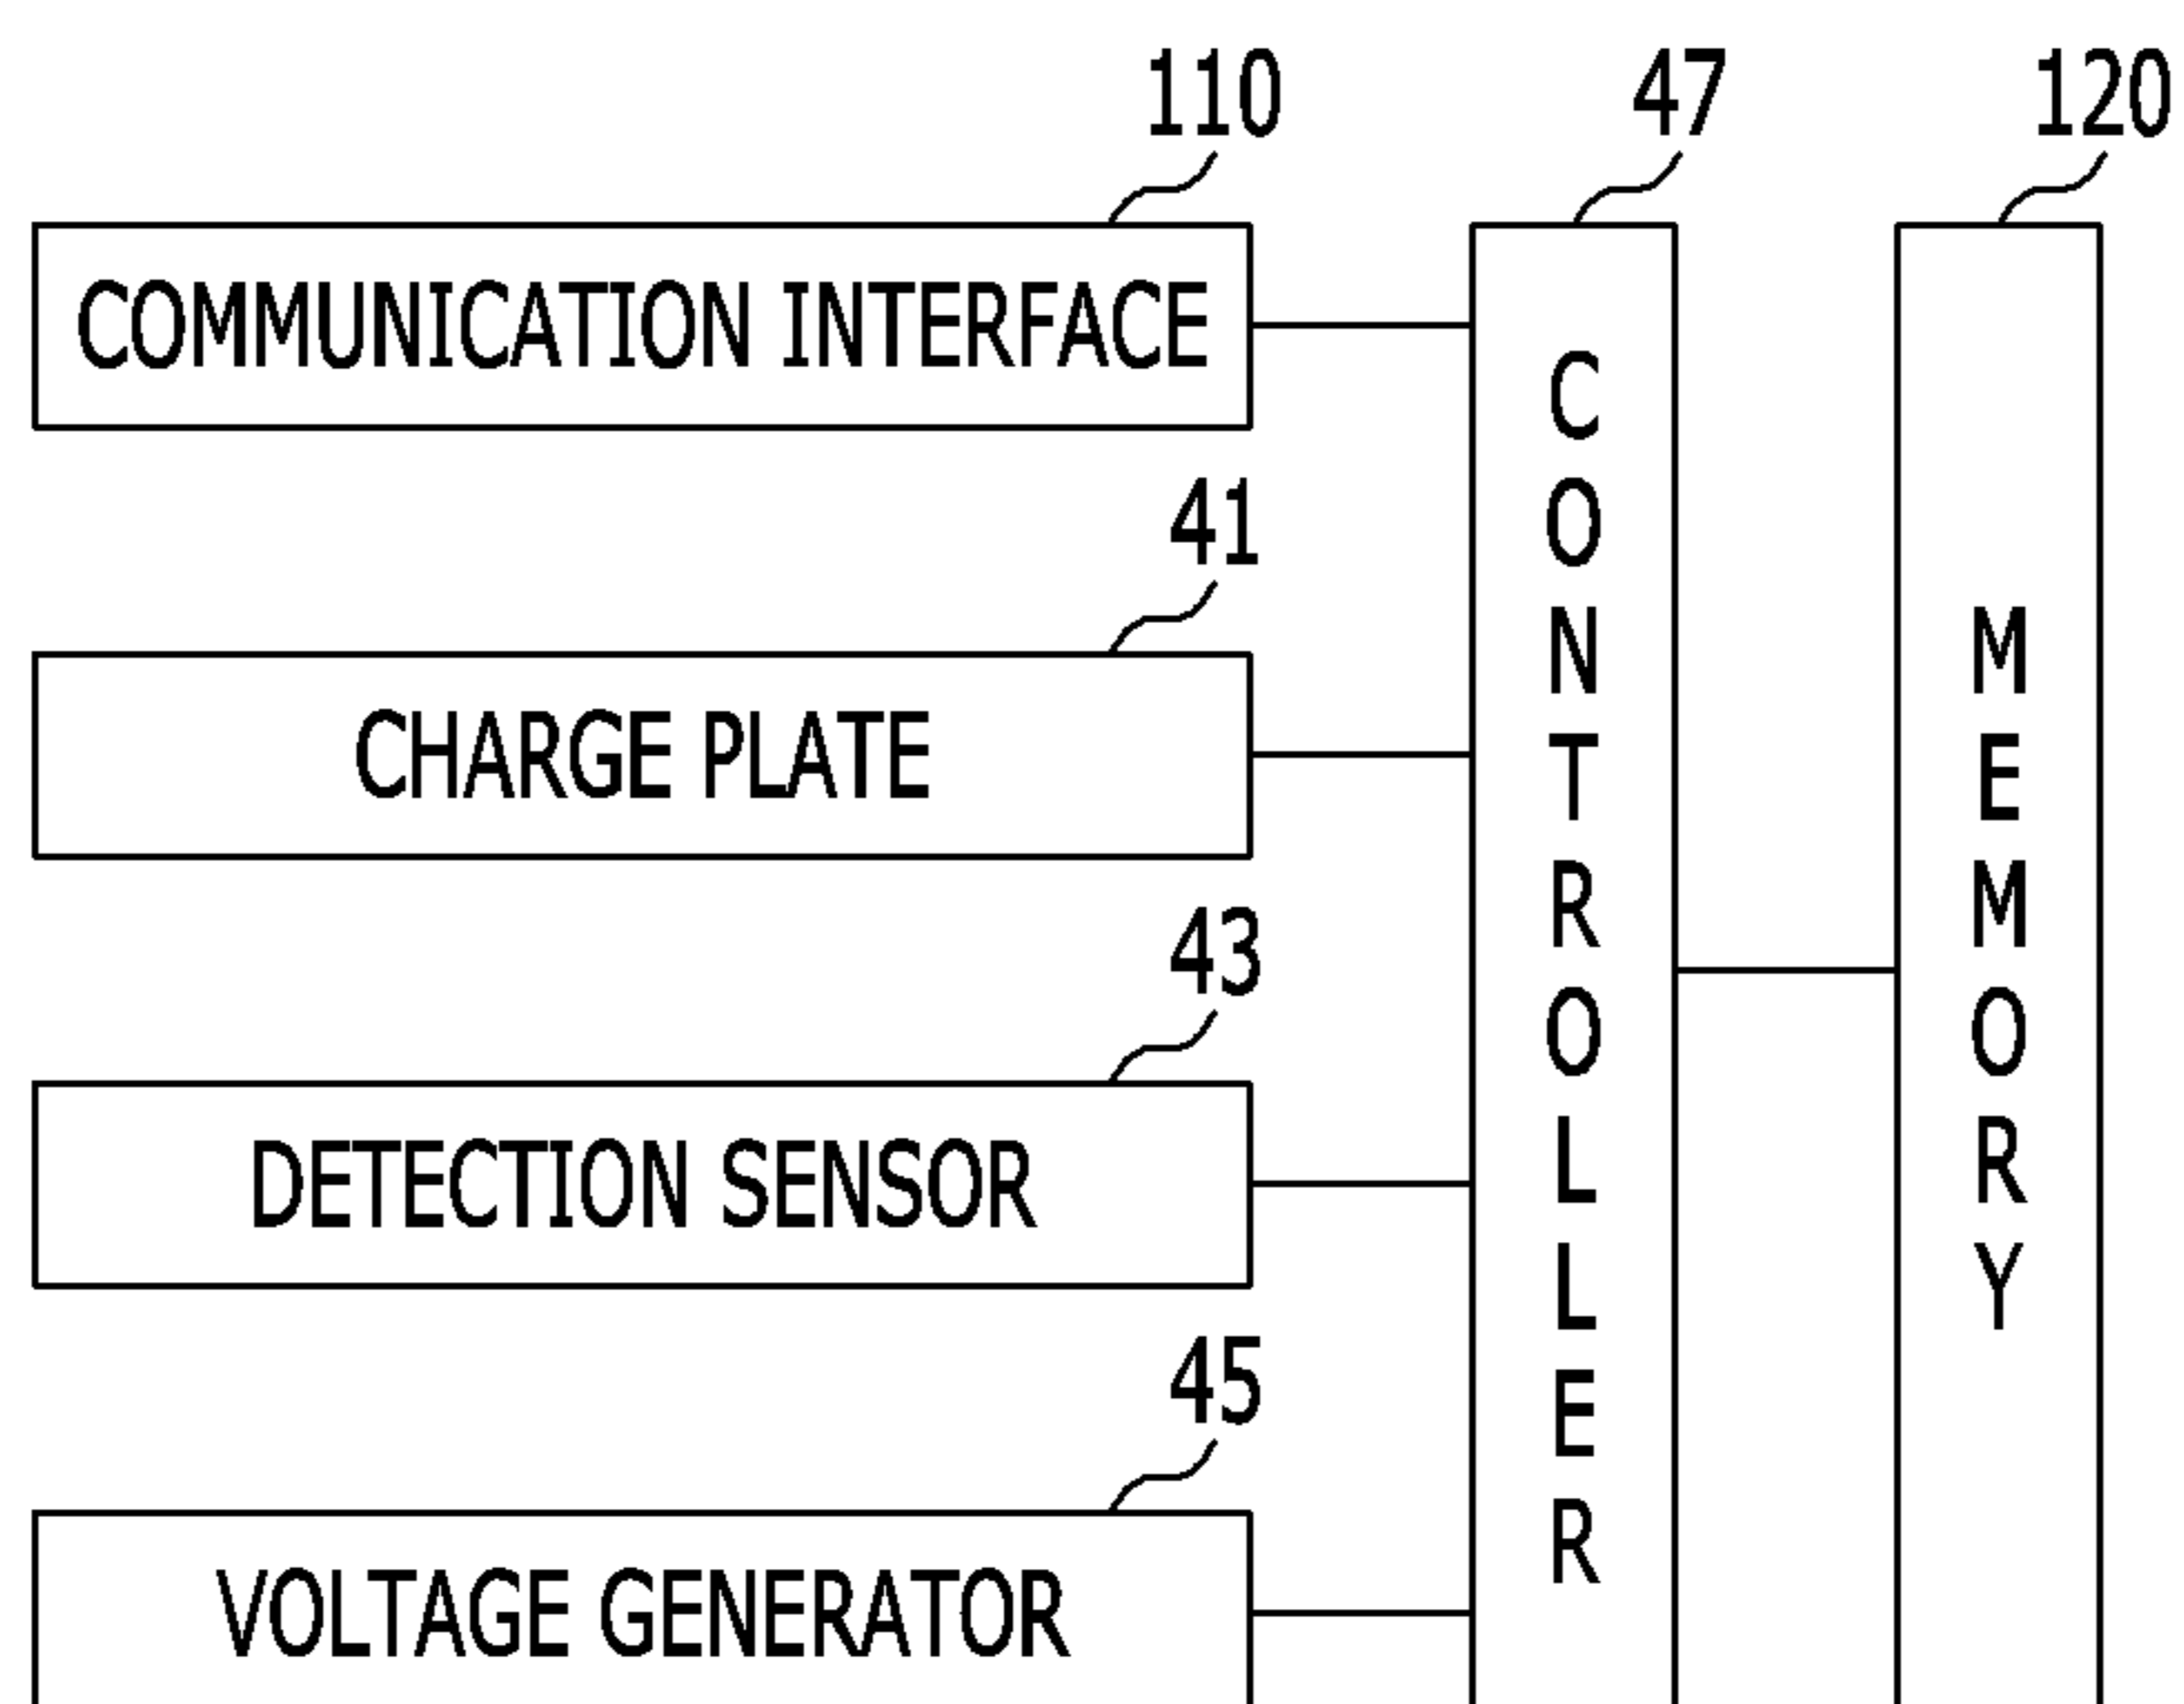 110
47
120
COMMUNICATION INTERFACE
41
CHARGE PLATE
43
DETECTION SENSOR
45
VOLTAGE GENERATOR
CONTROLLER
MEMORY